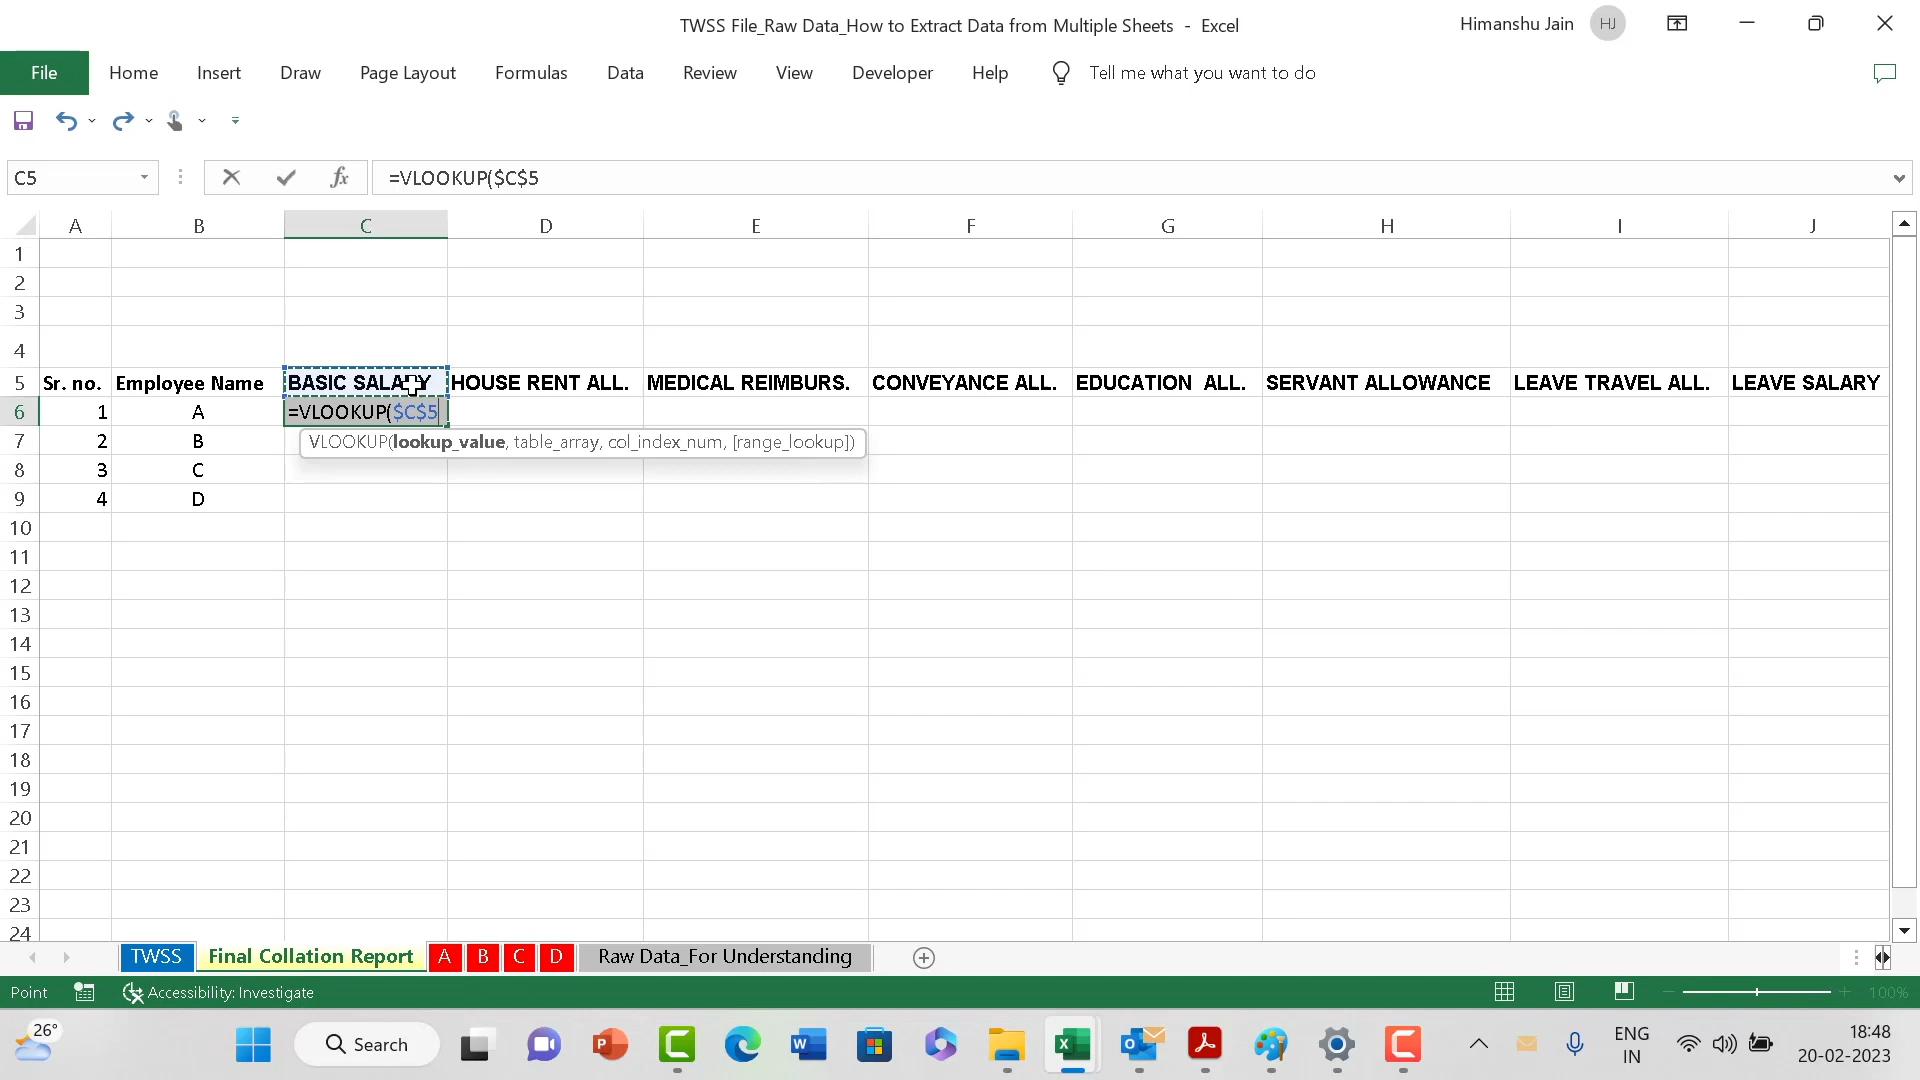 TWSS File_Raw Data_How to Extract Data from Multiple Sheets - Excel
Himanshu Jain HJ
File Home Insert Draw Page Layout Formulas Data Review View Developer Help Tell me what you want to do
C5 fx =VLOOKUP($C$5
A B C D E F G H I J
1
2
3
4
5 Sr. no. Employee Name BASIC SALARY HOUSE RENT ALL. MEDICAL REIMBURS. CONVEYANCE ALL. EDUCATION ALL. SERVANT ALLOWANCE LEAVE TRAVEL ALL. LEAVE SALARY
6 1 A =VLOOKUP($C$5
7 2 B VLOOKUP(lookup_value, table_array, col_index_num, [range_lookup])
8 3 C
9 4 D
10
11
12
13
14
15
16
17
18
19
20
21
22
23
24
TWSS Final Collation Report A B C D Raw Data_For Understanding
Point Accessibility: Investigate 100%
26° Search ENG 18:48
IN 20-02-2023